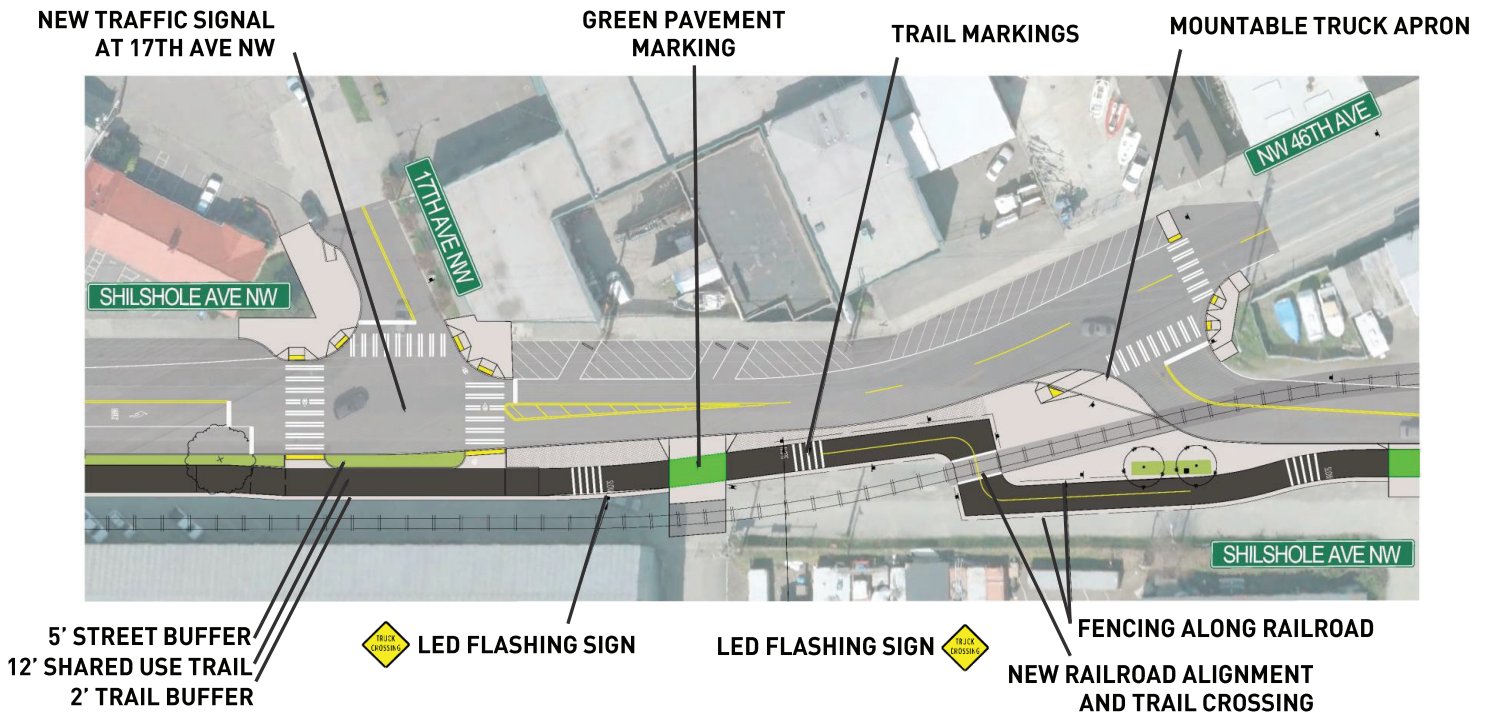 NEW TRAFFIC SIGNAL
AT 17TH AVE NW
GREEN PAVEMENT
MARKING
TRAIL MARKINGS
MOUNTABLE TRUCK APRON
NW 46TH AVE
17TH AVE NW
SHILSHOLE AVE NW
SHILSHOLE AVE NW
5' STREET BUFFER
12' SHARED USE TRAIL
2' TRAIL BUFFER
TRUCK
CROSSING
LED FLASHING SIGN
LED FLASHING SIGN
TRUCK
CROSSING
FENCING ALONG RAILROAD
NEW RAILROAD ALIGNMENT
AND TRAIL CROSSING